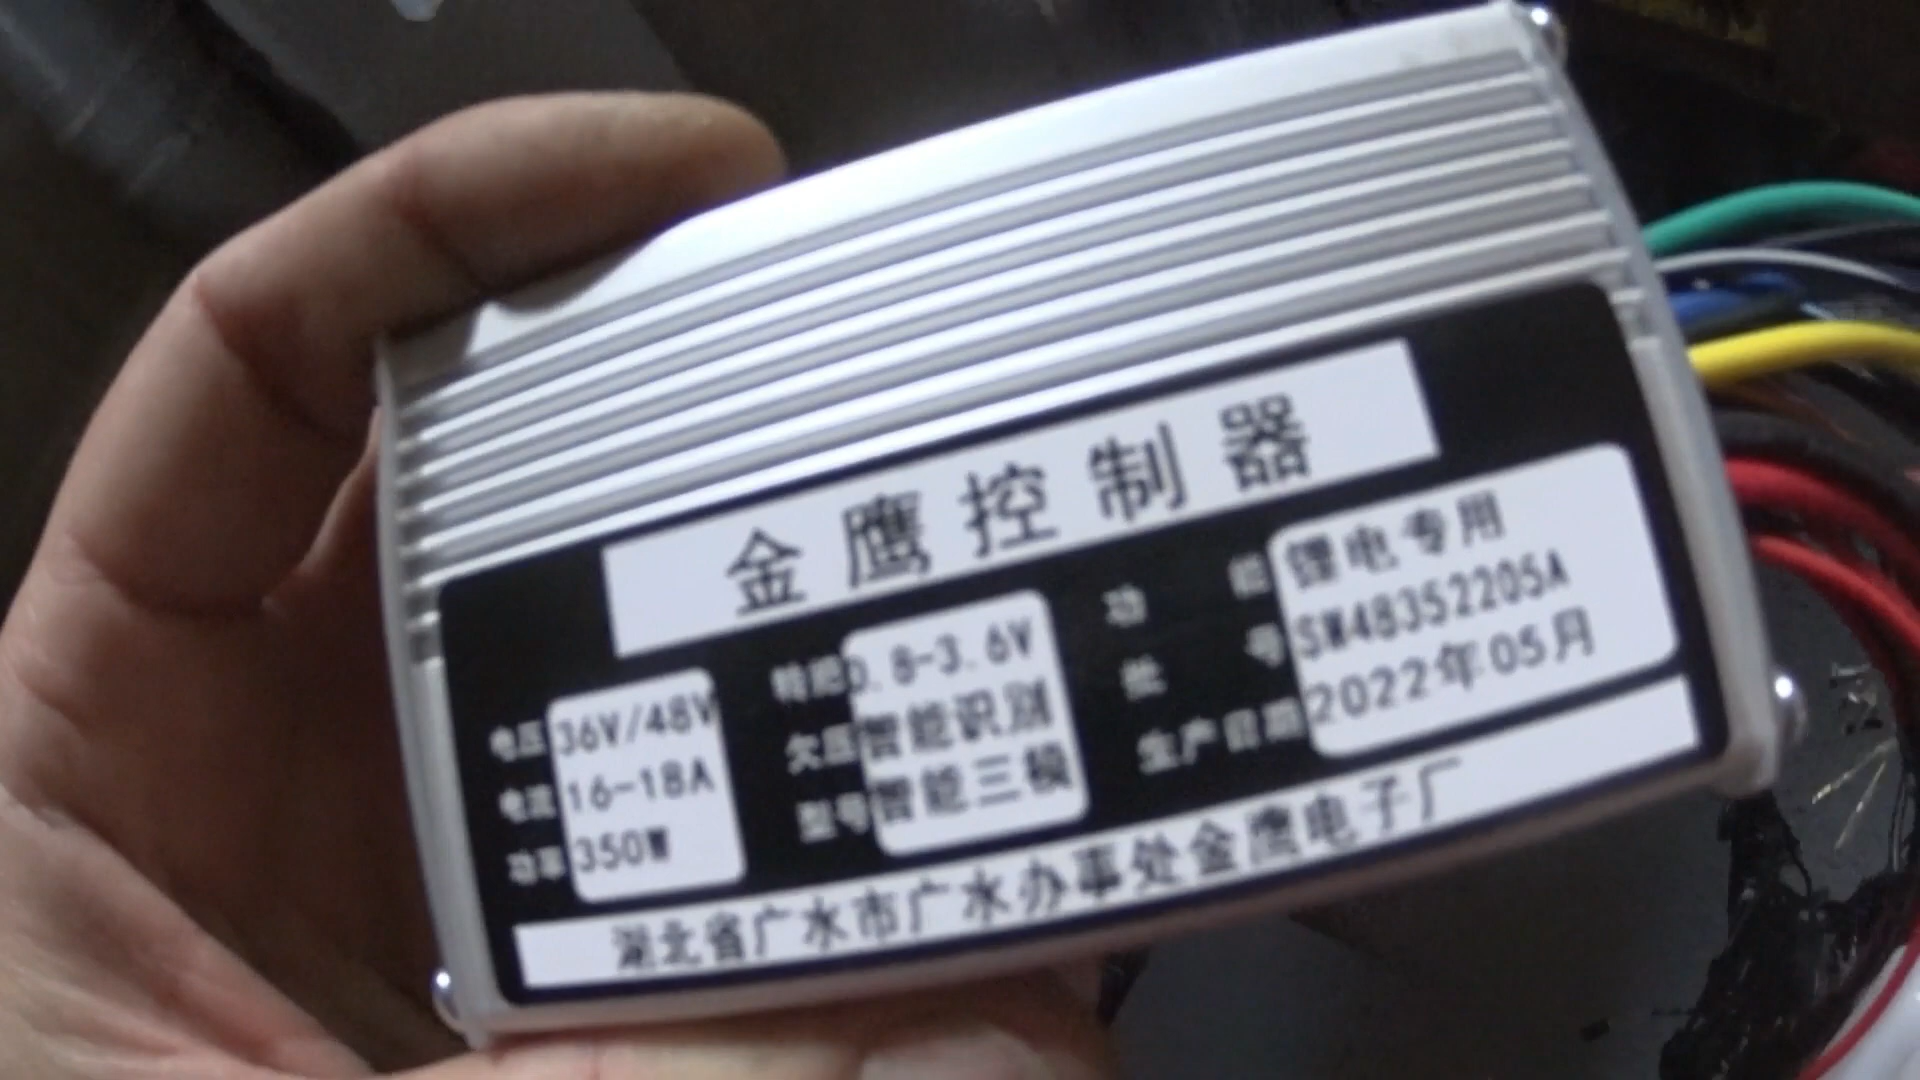 金鹰控制器
电压 36V/48V
电流 16-18A
功率 350W
转把 0.8-3.6V
欠压 智能识别
型号 智能三模
功能 锂电专用
批号 SM48352205A
生产日期 2022年05月
湖北省广水市广水办事处金鹰电子厂